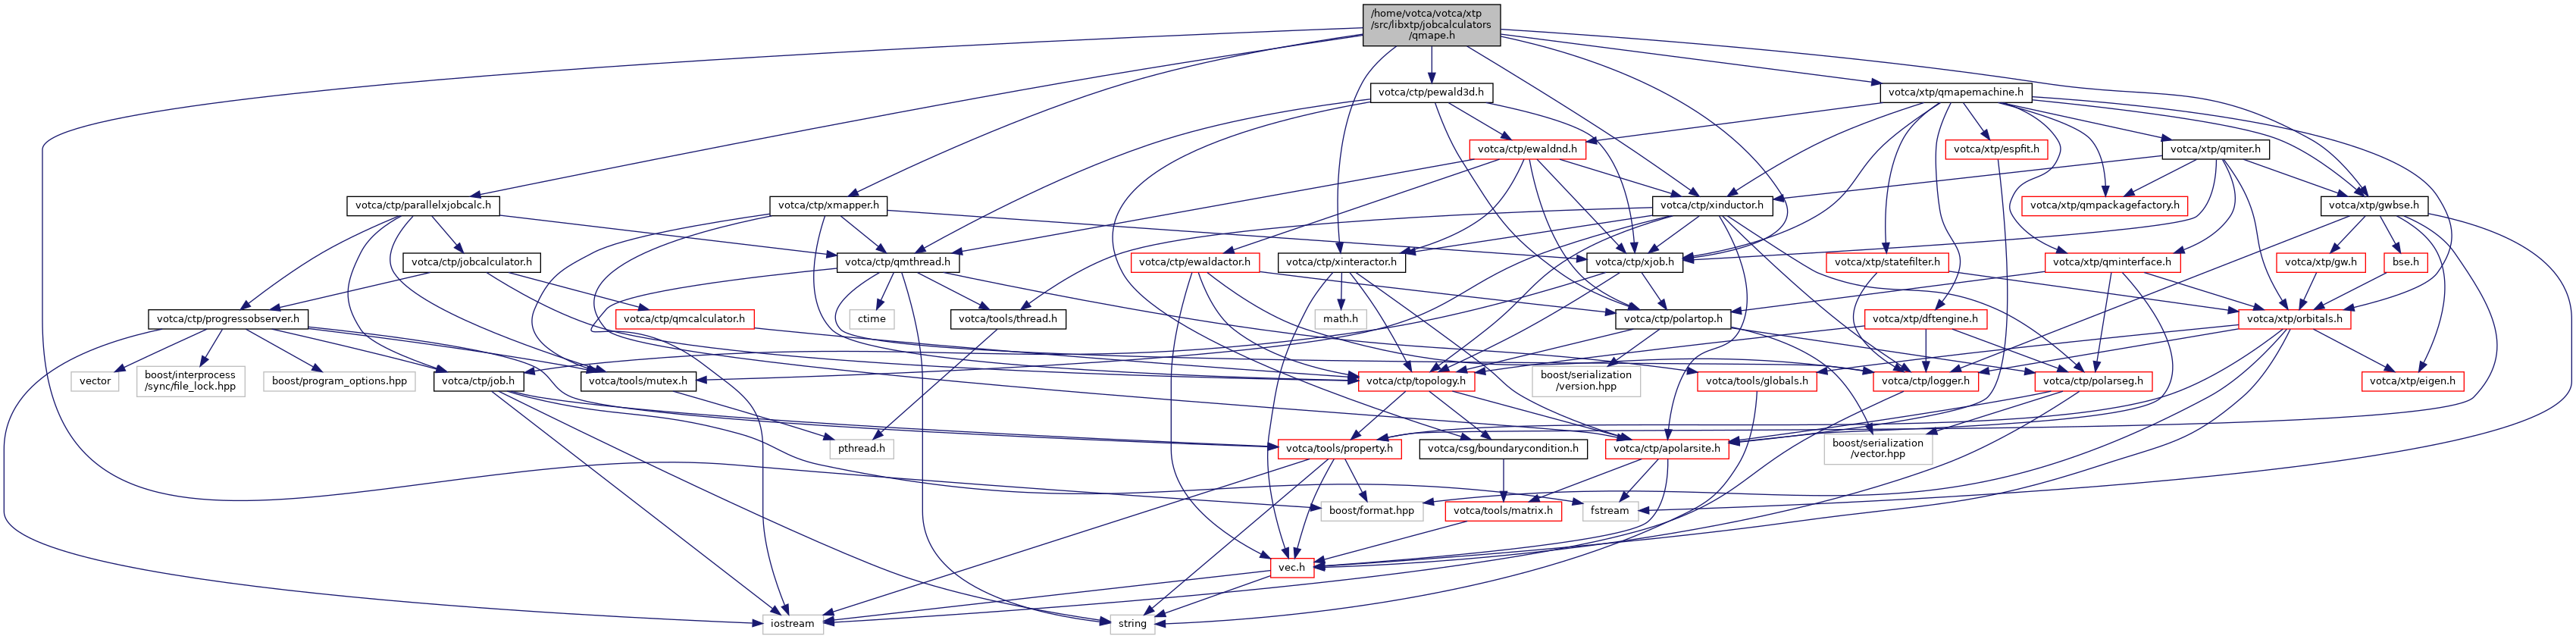 /home/votca/votca/xtp
/src/libxtp/jobcalculators
/qmape.h
votca/ctp/pewald3d.h
votca/xtp/qmapemachine.h
votca/ctp/ewaldnd.h
votca/xtp/espfit.h
votca/xtp/qmiter.h
votca/ctp/parallelxjobcalc.h
votca/ctp/xmapper.h
votca/ctp/xinductor.h
votca/xtp/qmpackagefactory.h
votca/xtp/gwbse.h
votca/ctp/jobcalculator.h
votca/ctp/qmthread.h
votca/ctp/ewaldactor.h
votca/ctp/xinteractor.h
votca/ctp/xjob.h
votca/xtp/statefilter.h
votca/xtp/qminterface.h
votca/xtp/gw.h
bse.h
votca/ctp/progressobserver.h
votca/ctp/qmcalculator.h
ctime
votca/tools/thread.h
math.h
votca/ctp/polartop.h
votca/xtp/dftengine.h
votca/xtp/orbitals.h
vector
boost/interprocess
/sync/file_lock.hpp
boost/program_options.hpp
votca/ctp/job.h
votca/tools/mutex.h
votca/ctp/topology.h
boost/serialization
/version.hpp
votca/tools/globals.h
votca/ctp/logger.h
votca/ctp/polarseg.h
votca/xtp/eigen.h
pthread.h
votca/tools/property.h
votca/csg/boundarycondition.h
votca/ctp/apolarsite.h
boost/serialization
/vector.hpp
boost/format.hpp
votca/tools/matrix.h
fstream
vec.h
iostream
string